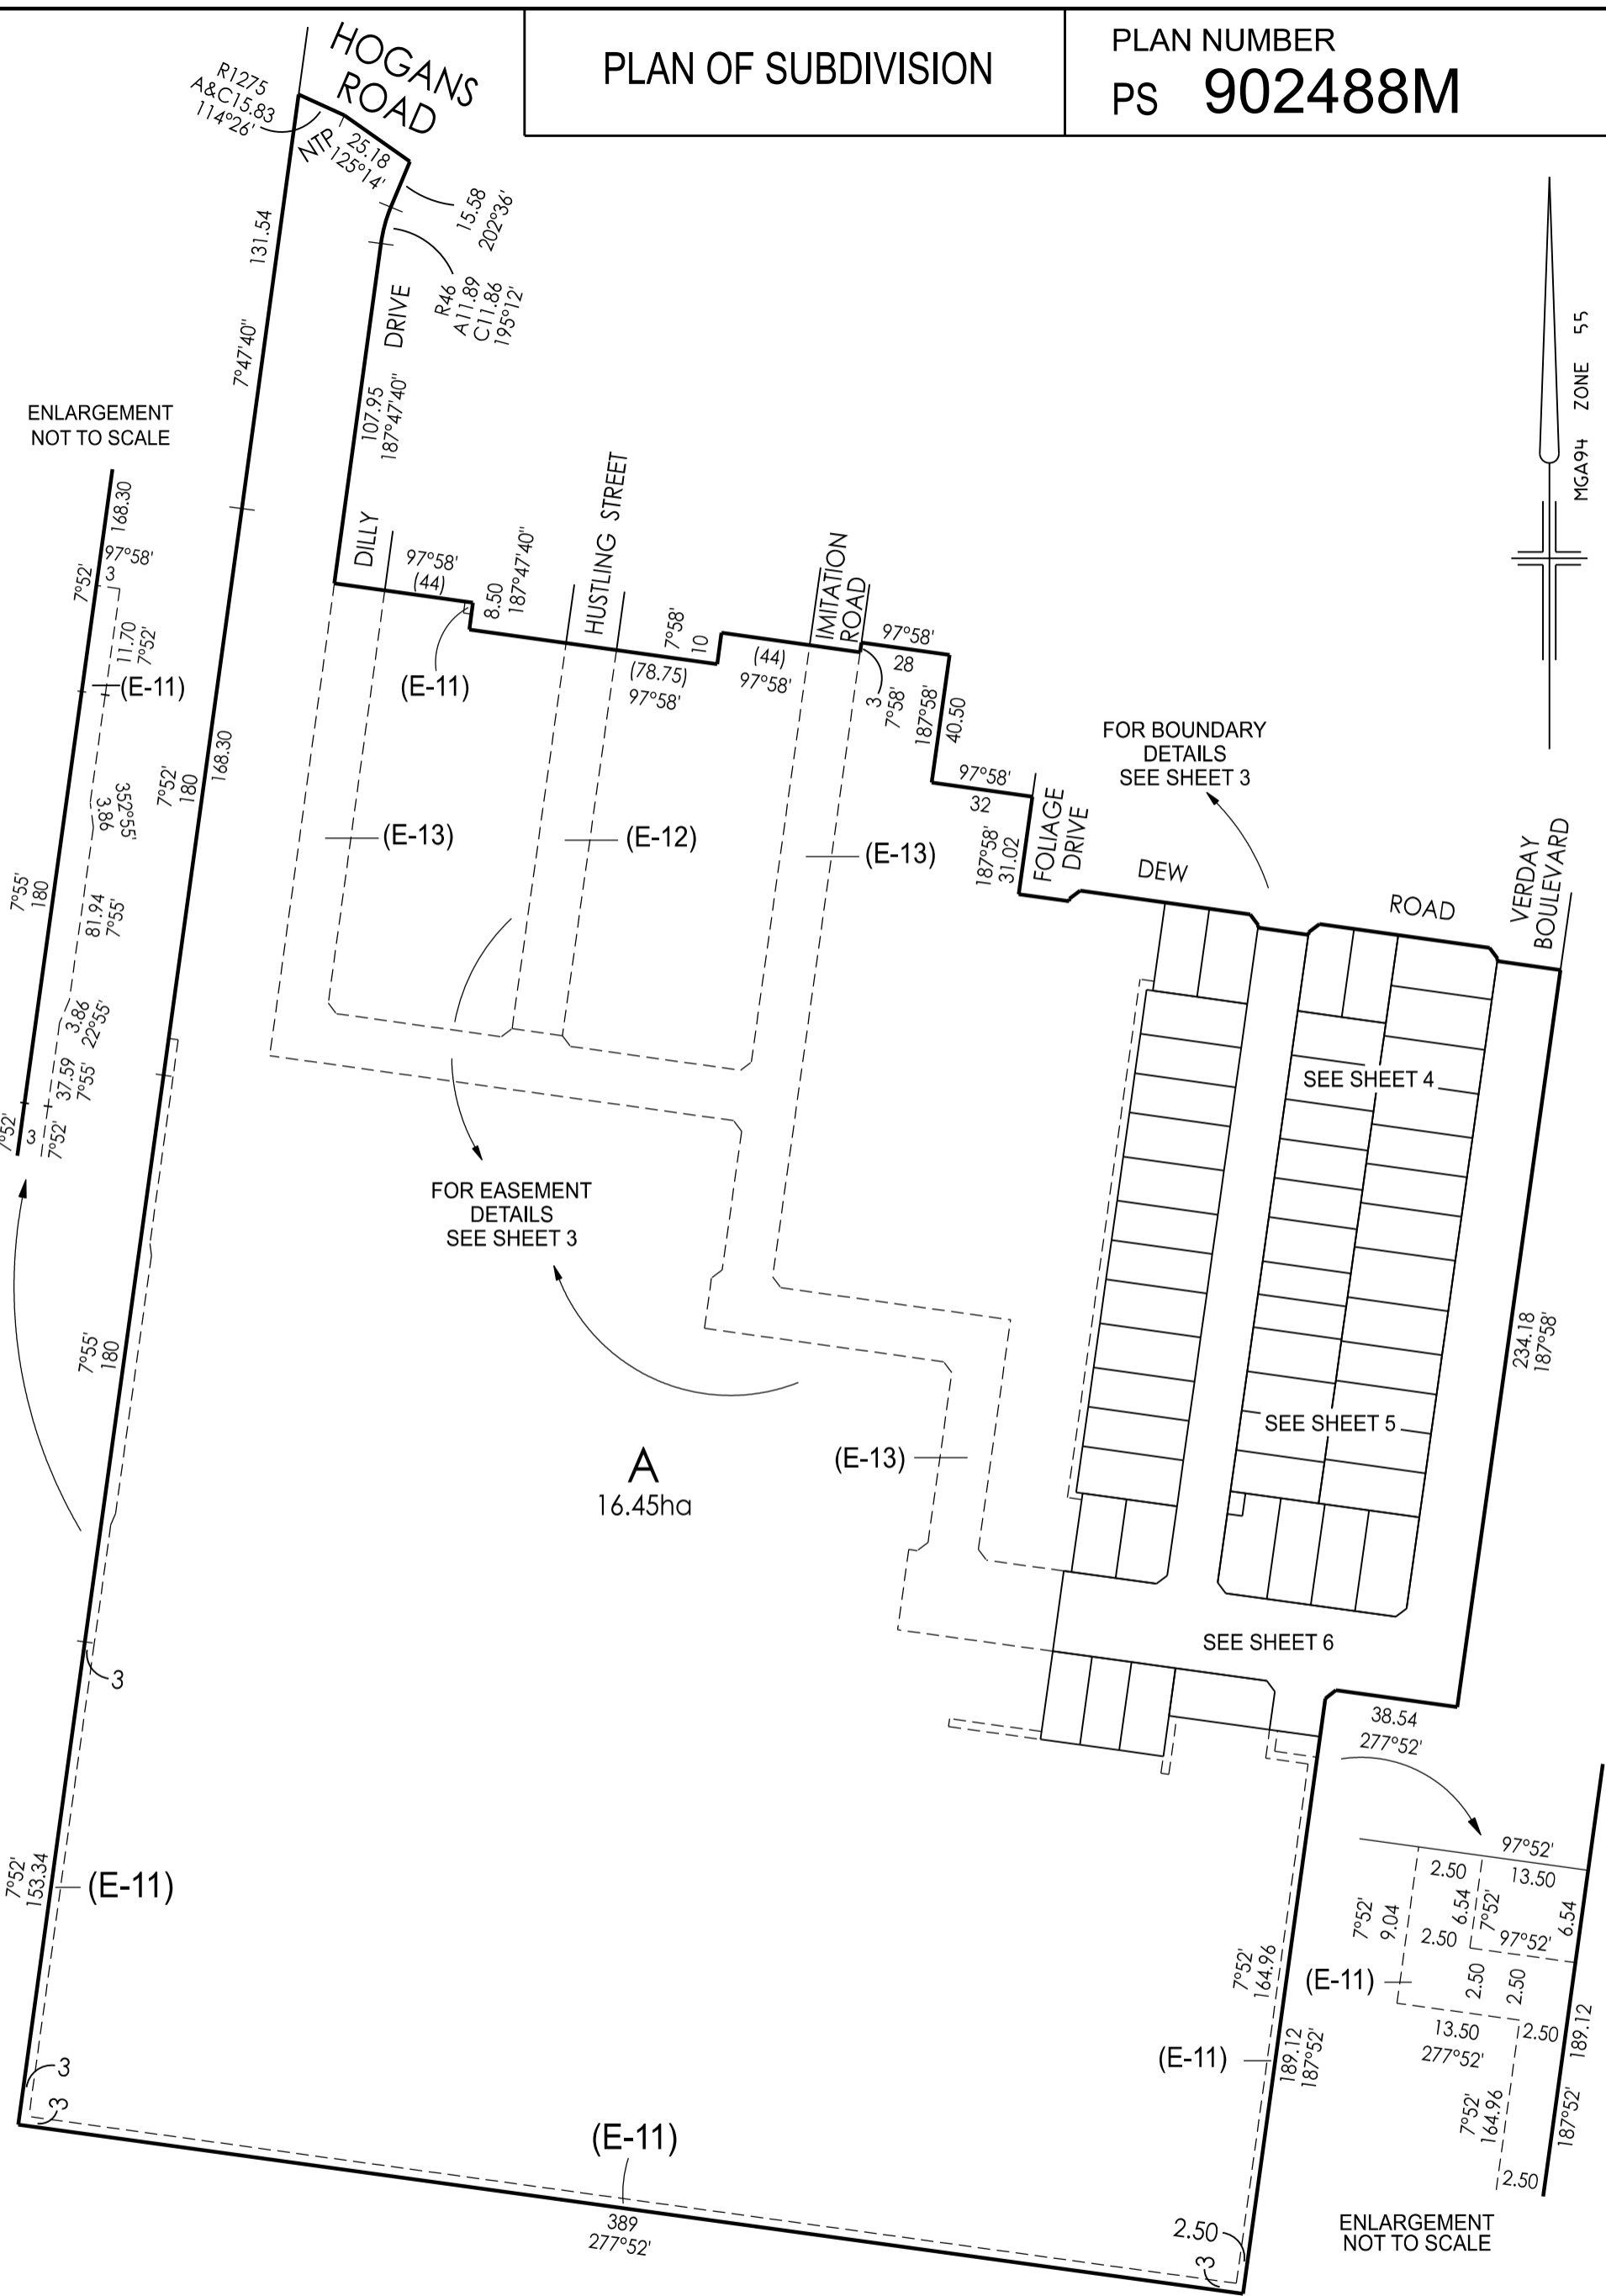 PLAN OF SUBDIVISION
PLAN NUMBER
PS 902488M
HOGANS
ROAD
R1275
A&C15.83
114°26'
NTP
25.18
125°14'
15.58
202°36'
R46
A11.89
C11.86
195°12'
131.54
7°47'40"
DRIVE
107.95
187°47'40"
DILLY
MGA94 ZONE 55
ENLARGEMENT
NOT TO SCALE
168.30
97°58'
3
7°52'
11.70
7°52'
(E-11)
352°55'
3.86
7°55'
180
81.94
7°55'
3.86
22°55'
37.59
7°55'
7°52'
3
7°52'
97°58'
(44)
8.50
187°47'40"
(E-11)
HUSTLING STREET
7°58'
10
(78.75)
97°58'
(44)
97°58'
IMITATION
ROAD
97°58'
28
3
7°58'
187°58'
40.50
97°58'
32
187°58'
31.02
FOLIAGE
DRIVE
FOR BOUNDARY
DETAILS
SEE SHEET 3
DEW
ROAD
VERDAY
BOULEVARD
168.30
7°52'
180
(E-13)
(E-12)
(E-13)
SEE SHEET 4
FOR EASEMENT
DETAILS
SEE SHEET 3
7°55'
180
234.18
187°58'
SEE SHEET 5
A
16.45ha
(E-13)
SEE SHEET 6
3
38.54
277°52'
7°52'
153.34
(E-11)
97°52'
2.50
13.50
7°52'
9.04
6.54
7°52'
6.54
2.50
97°52'
(E-11)
2.50
2.50
13.50
277°52'
2.50
189.12
187°52'
7°52'
164.96
2.50
ENLARGEMENT
NOT TO SCALE
7°52'
164.96
(E-11)
189.12
187°52'
3
3
(E-11)
389
277°52'
2.50
3